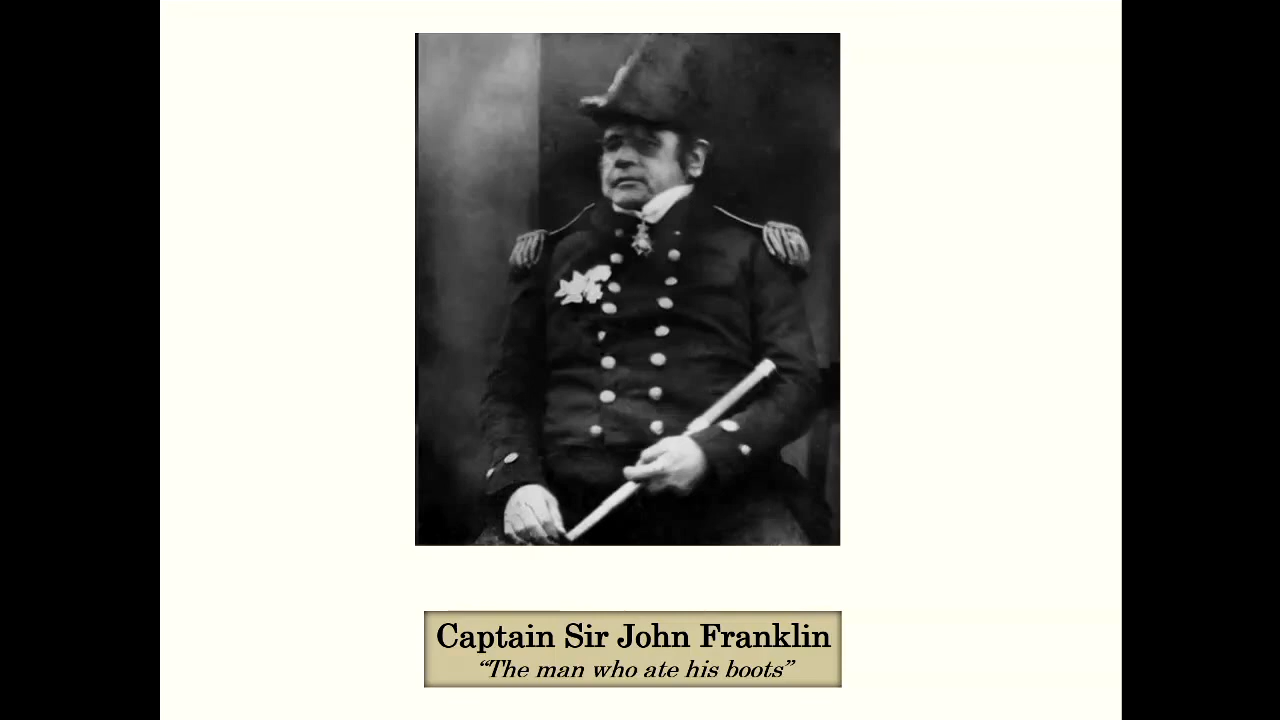 Captain Sir John Franklin
“The man who ate his boots”